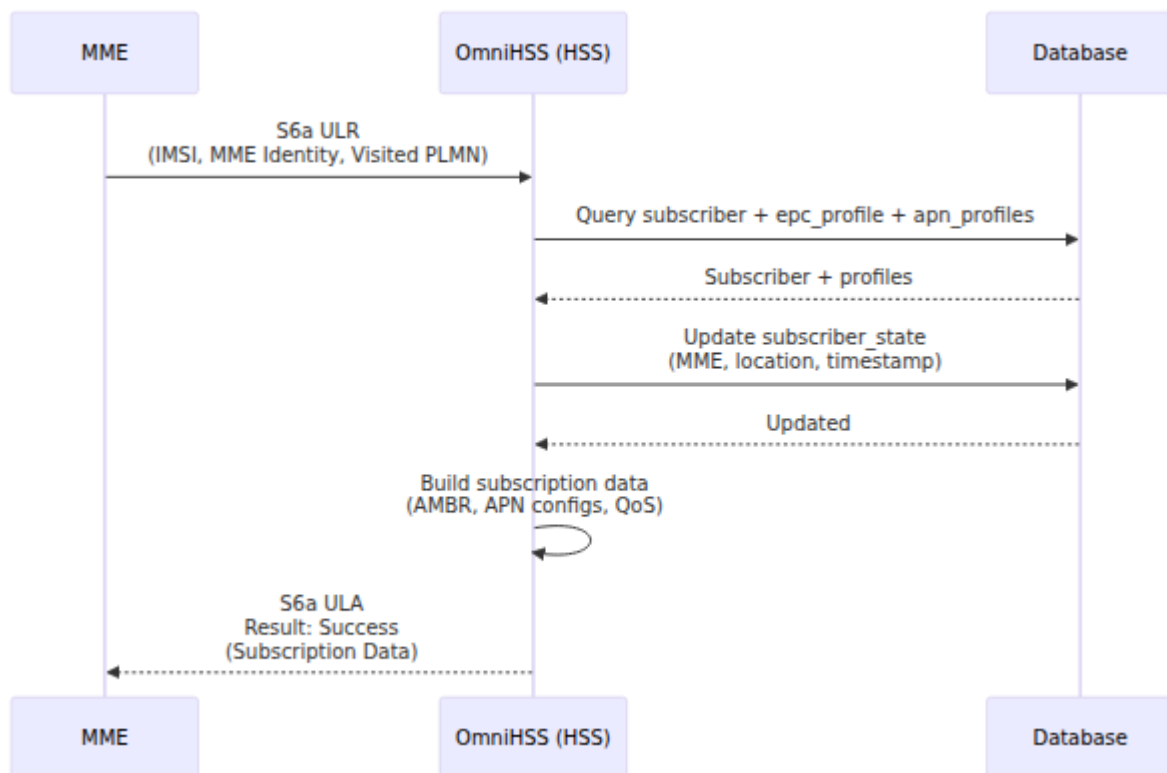 MME
OmniHSS (HSS)
Database
S6a ULR
(IMSI, MME Identity, Visited PLMN)
Query subscriber + epc_profile + apn_profiles
Subscriber + profiles
Update subscriber_state
(MME, location, timestamp)
Updated
Build subscription data
(AMBR, APN configs, QoS)
S6a ULA
Result: Success
(Subscription Data)
MME
OmniHSS (HSS)
Database